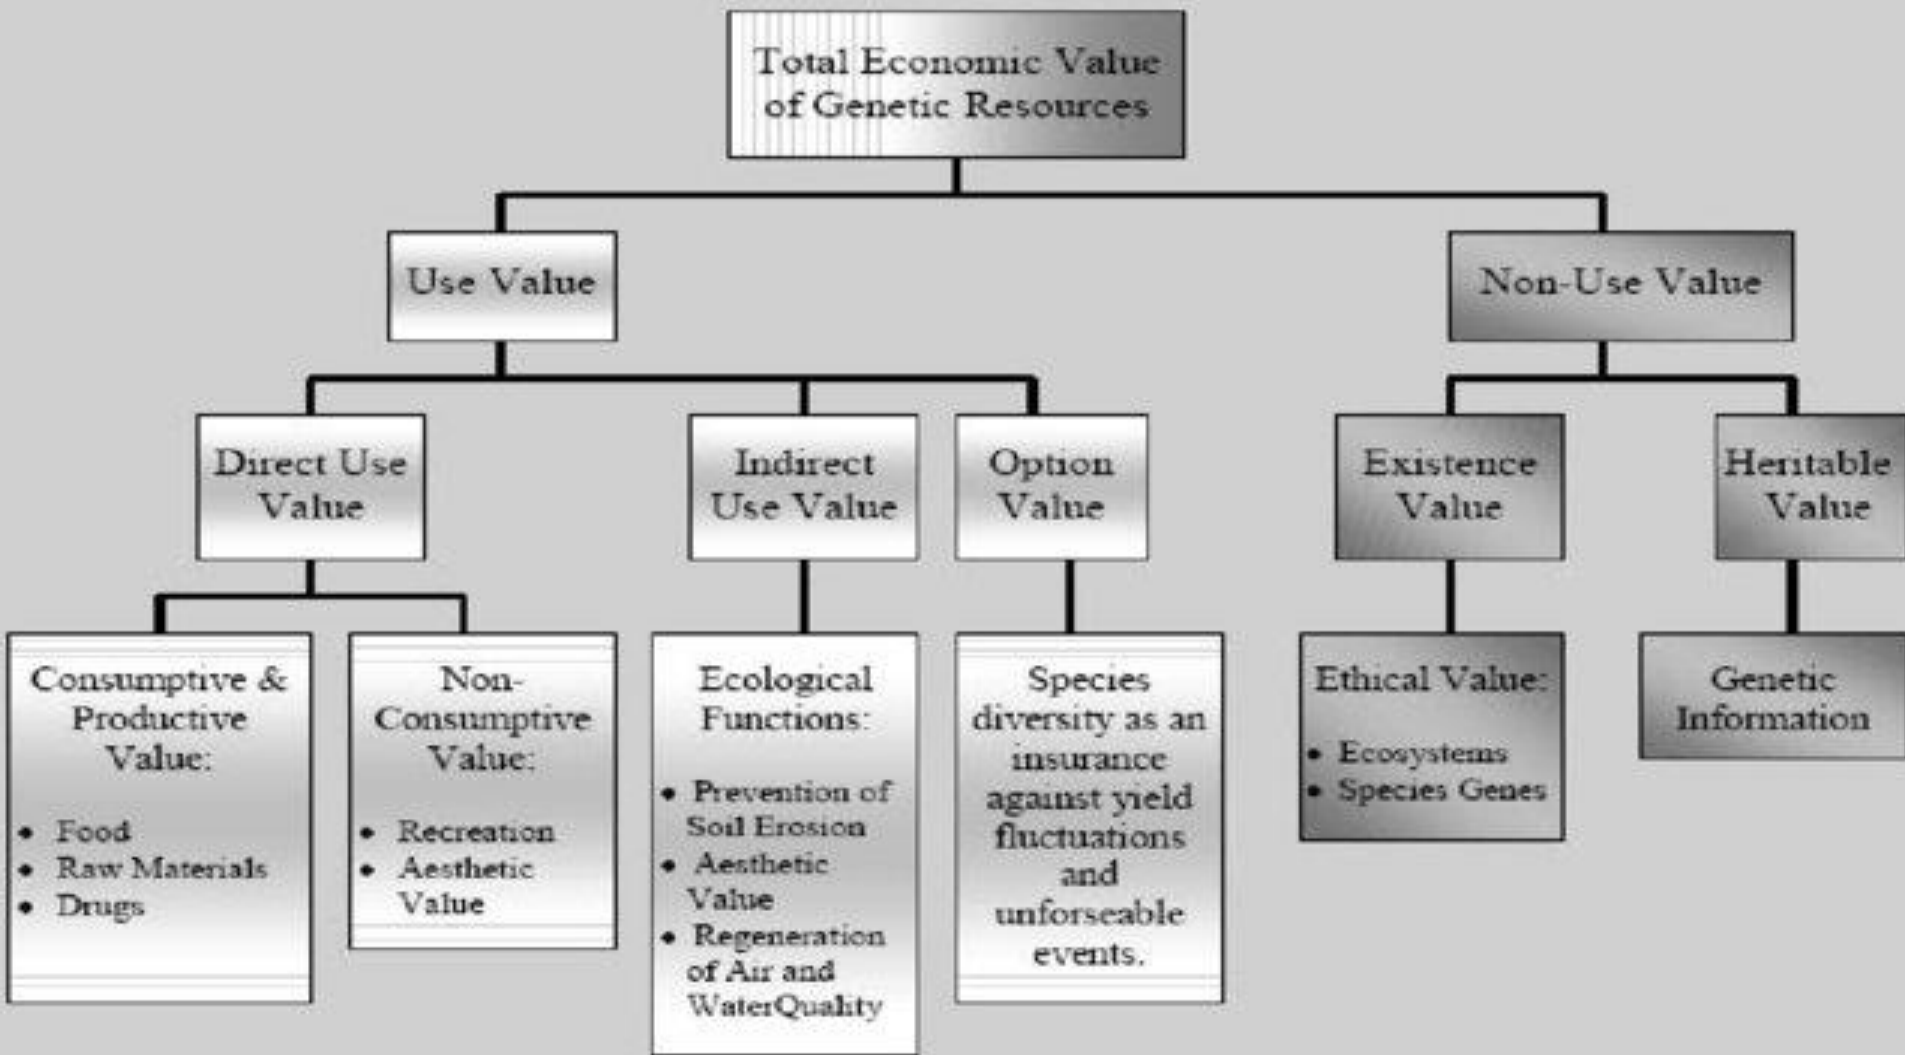 Total Economic Value
of Genetic Resources
Use Value
Non-Use Value
Direct Use
Value
Indirect
Use Value
Option
Value
Existence
Value
Heritable
Value
Consumptive &
Productive
Value:
• Food
• Raw Materials
• Drugs
Non-
Consumptive
Value:
• Recreation
• Aesthetic
Value
Ecological
Functions:
• Prevention of
Soil Erosion
• Aesthetic
Value
• Regeneration
of Air and
WaterQuality
Species
diversity as an
insurance
against yield
fluctuations
and
unforseable
events.
Ethical Value:
• Ecosystems
• Species Genes
Genetic
Information